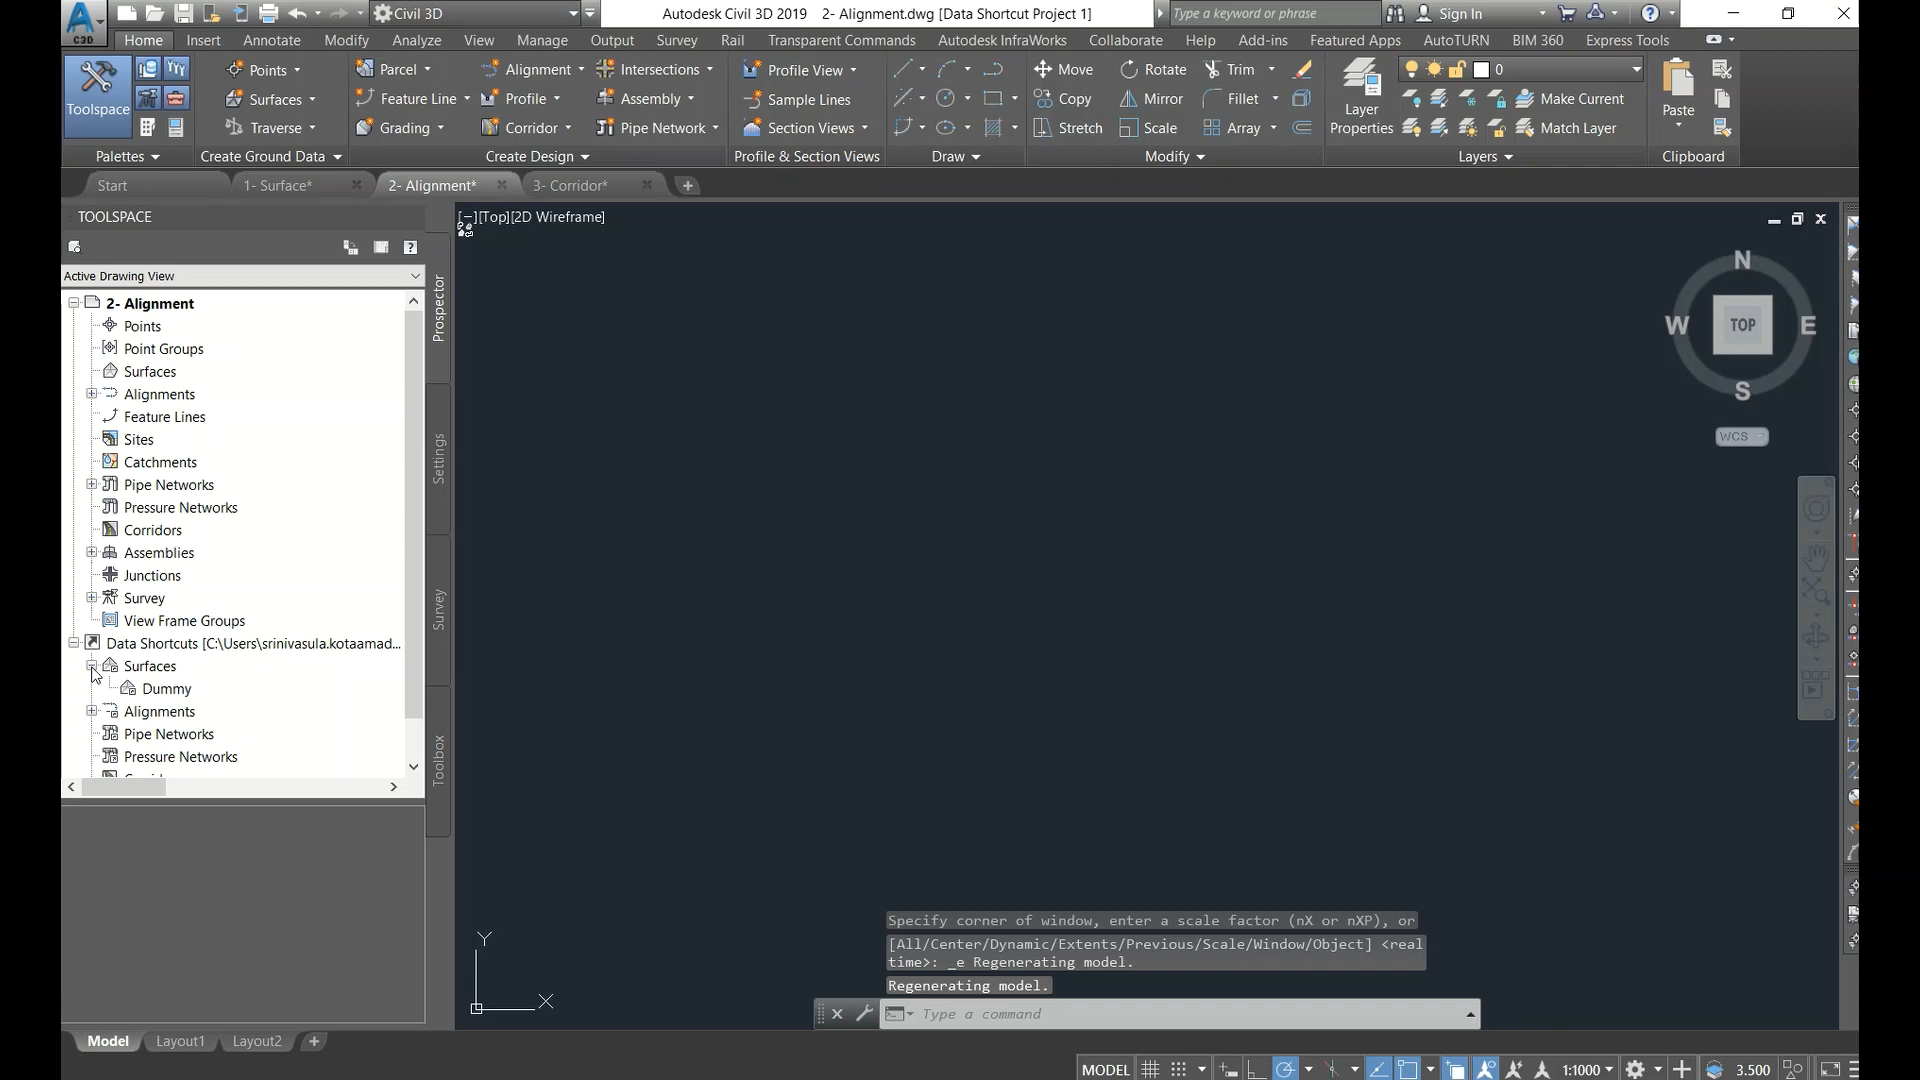 C3D
Civil 3D
Autodesk Civil 3D 2019 2- Alignment.dwg [Data Shortcut Project 1]
Type a keyword or phrase
Sign In
Home Insert Annotate Modify Analyze View Manage Output Survey Rail Transparent Commands Autodesk InfraWorks Collaborate Help Add-ins Featured Apps AutoTURN BIM 360 Express Tools
Points Parcel Alignment Intersections Profile View Move Rotate Trim 0
Toolspace Surfaces Feature Line Profile Assembly Sample Lines Copy Mirror Fillet Layer Properties Make Current Paste
Traverse Grading Corridor Pipe Network Section Views Stretch Scale Array Match Layer
Palettes Create Ground Data Create Design Profile & Section Views Draw Modify Layers Clipboard
Start 1- Surface* 2- Alignment* 3- Corridor*
TOOLSPACE
[−][Top][2D Wireframe]
Active Drawing View
2- Alignment
Points
Point Groups
Surfaces
Alignments
Feature Lines
Sites
Catchments
Pipe Networks
Pressure Networks
Corridors
Assemblies
Junctions
Survey
View Frame Groups
Data Shortcuts [C:\Users\srinivasula.kotaamad...
Surfaces
Dummy
Alignments
Pipe Networks
Pressure Networks
Prospector
Settings
Survey
Toolbox
N
W TOP E
S
WCS
Specify corner of window, enter a scale factor (nX or nXP), or
[All/Center/Dynamic/Extents/Previous/Scale/Window/Object] <real
time>: _e Regenerating model.
Regenerating model.
Type a command
Y
X
Model Layout1 Layout2
MODEL 1:1000 3.500